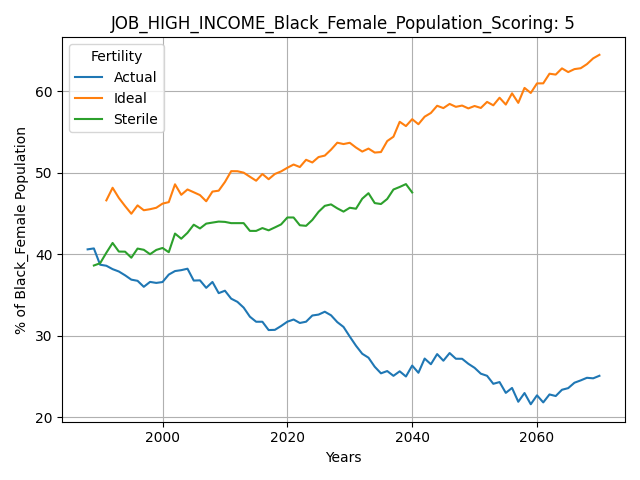 JOB_HIGH_INCOME_Black_Female_Population_Scoring: 5
Fertility
Actual
Ideal
Sterile
% of Black_Female Population
60
50
40
30
20
2000
2020
2040
2060
Years